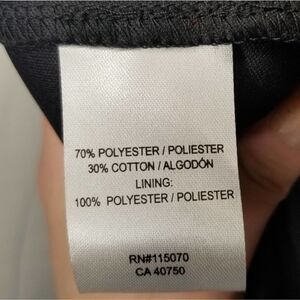 70% POLYESTER / POLIESTER
30% COTTON / ALGODÓN
LINING:
100% POLYESTER / POLIESTER
RN#115070
CA 40750